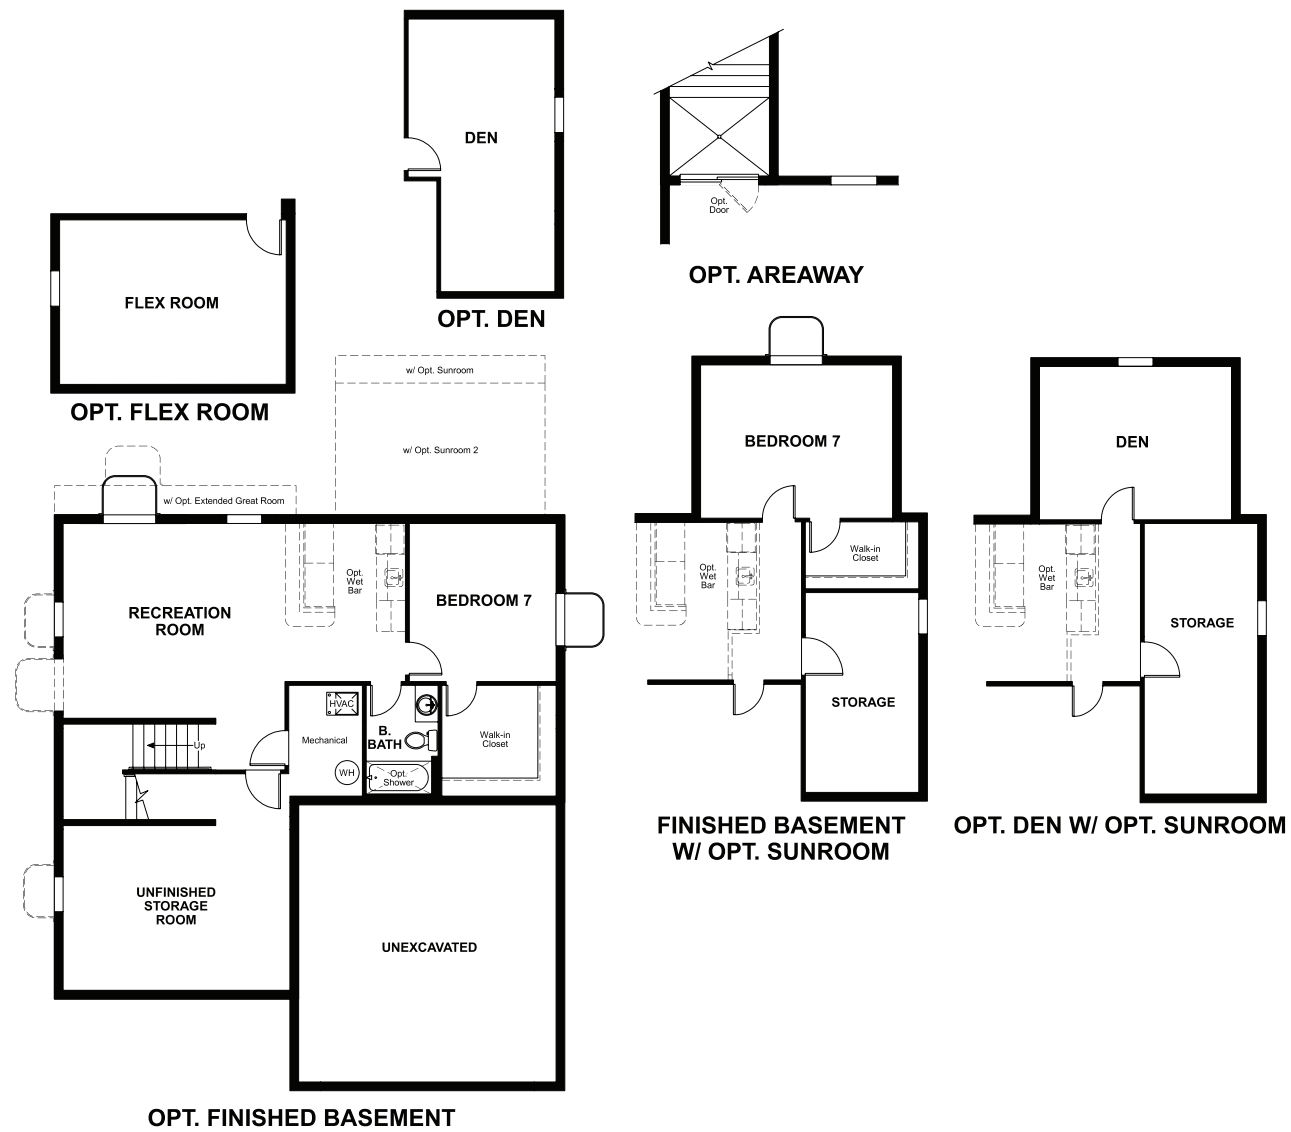 DEN
OPT. DEN
Opt.
Door
OPT. AREAWAY
FLEX ROOM
OPT. FLEX ROOM
w/ Opt. Sunroom
w/ Opt. Sunroom 2
w/ Opt. Extended Great Room
RECREATION
ROOM
Opt.
Wet
Bar
BEDROOM 7
HVAC
Mechanical
WH
B.
BATH
Opt.
Shower
Walk-in
Closet
Up
UNFINISHED
STORAGE
ROOM
UNEXCAVATED
OPT. FINISHED BASEMENT
BEDROOM 7
Opt.
Wet
Bar
Walk-in
Closet
STORAGE
FINISHED BASEMENT
W/ OPT. SUNROOM
DEN
Opt.
Wet
Bar
STORAGE
OPT. DEN W/ OPT. SUNROOM